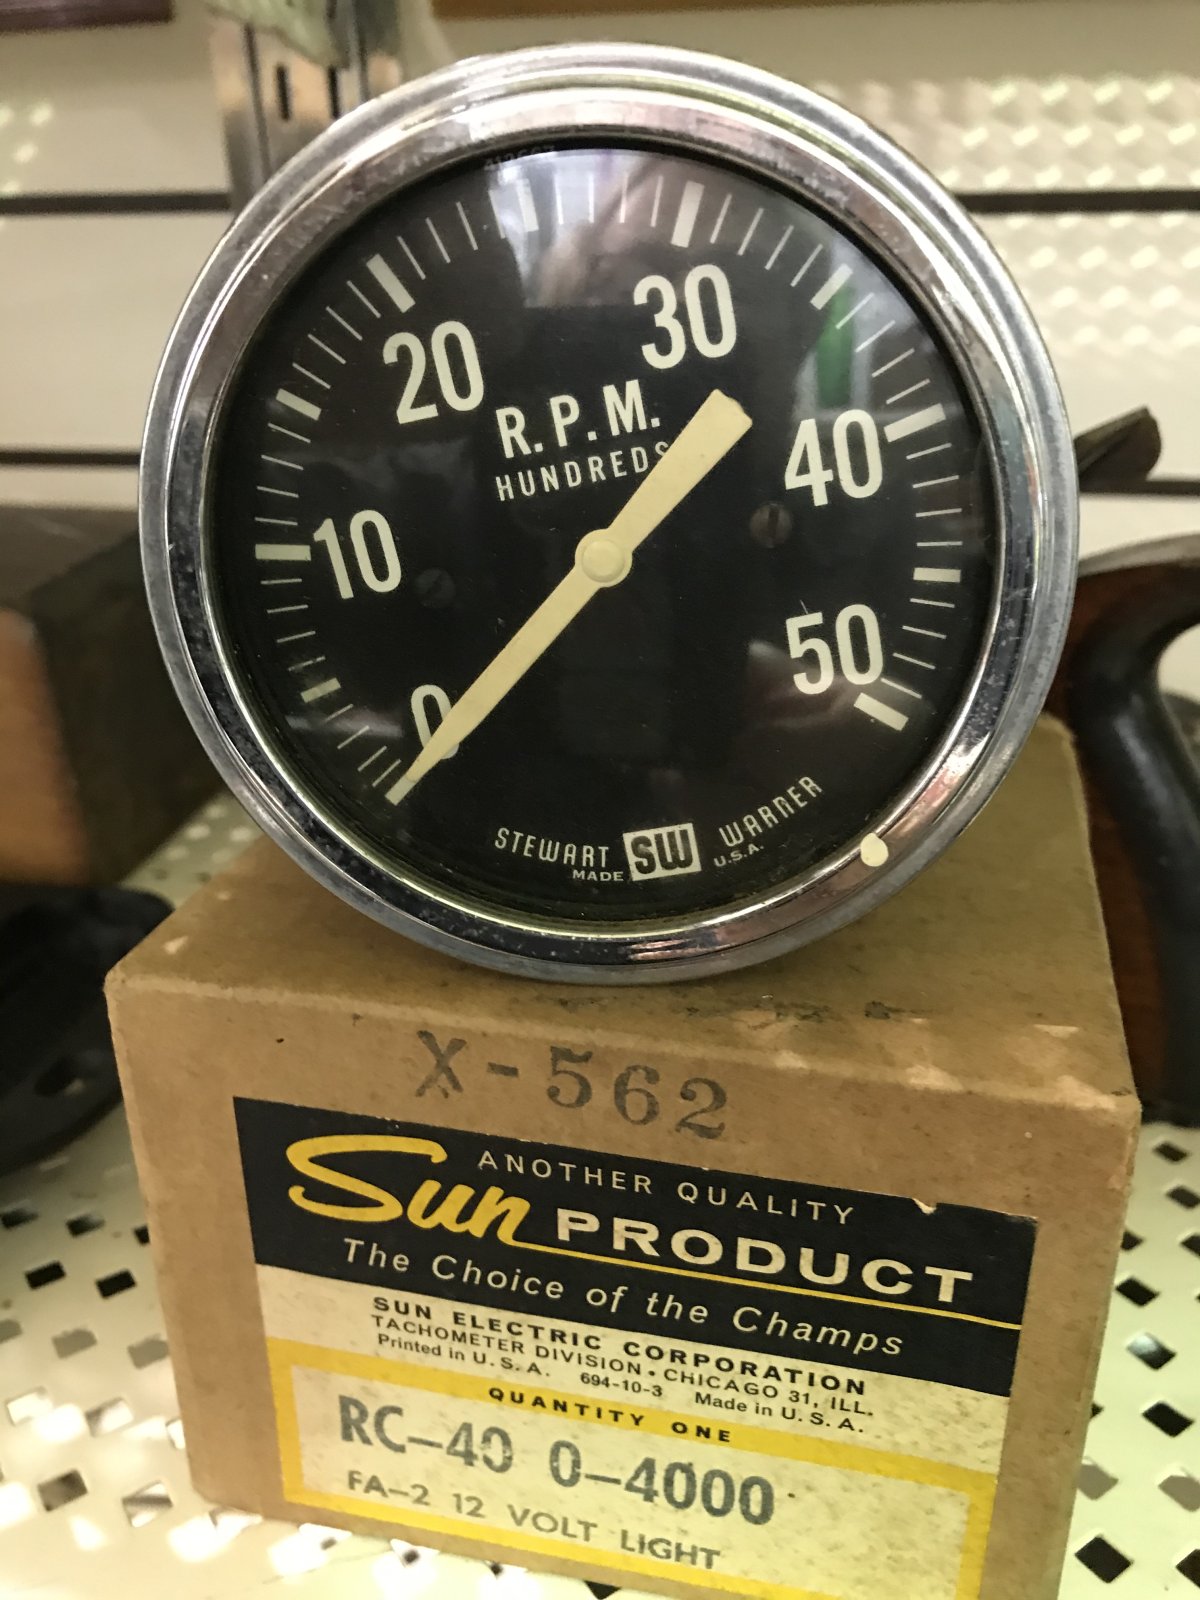 30
20
R.P.M.
HUNDREDS
40
10
50
0
STEWART SW WARNER
MADE U.S.A.
X-562
ANOTHER QUALITY
Sun PRODUCT
The Choice of the Champs
SUN ELECTRIC CORPORATION
TACHOMETER DIVISION • CHICAGO 31, ILL.
Printed in U.S.A. 694-10-3 Made in U.S.A.
QUANTITY ONE
RC-40 0-4000
FA-2 12 VOLT LIGHT